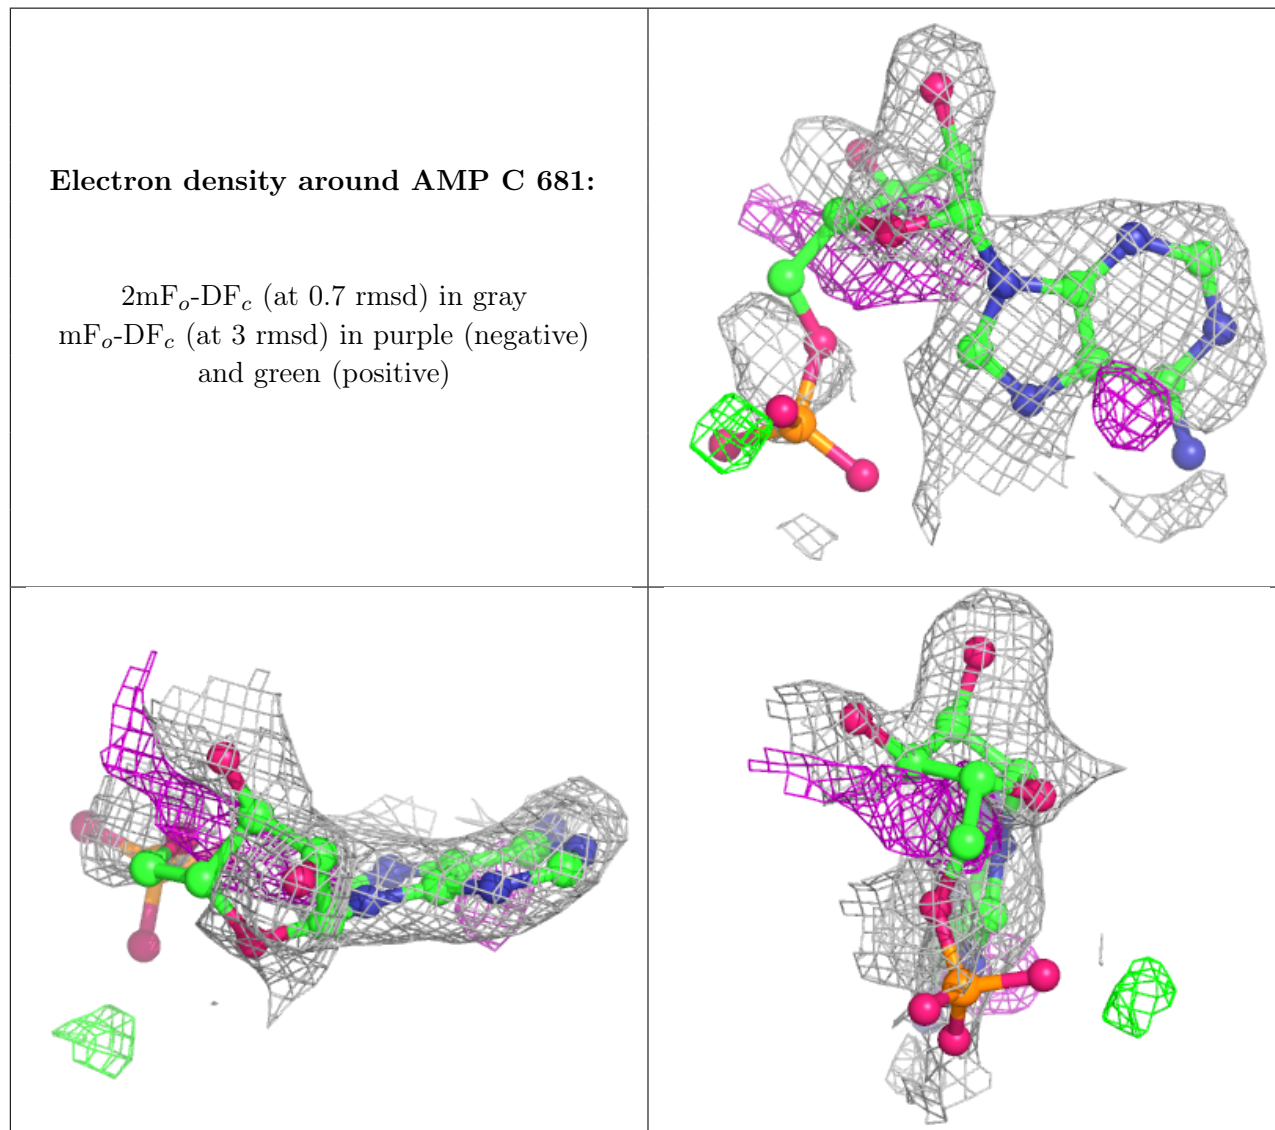 Electron density around AMP C 681:
2mFo-DFc (at 0.7 rmsd) in gray
mFo-DFc (at 3 rmsd) in purple (negative)
and green (positive)